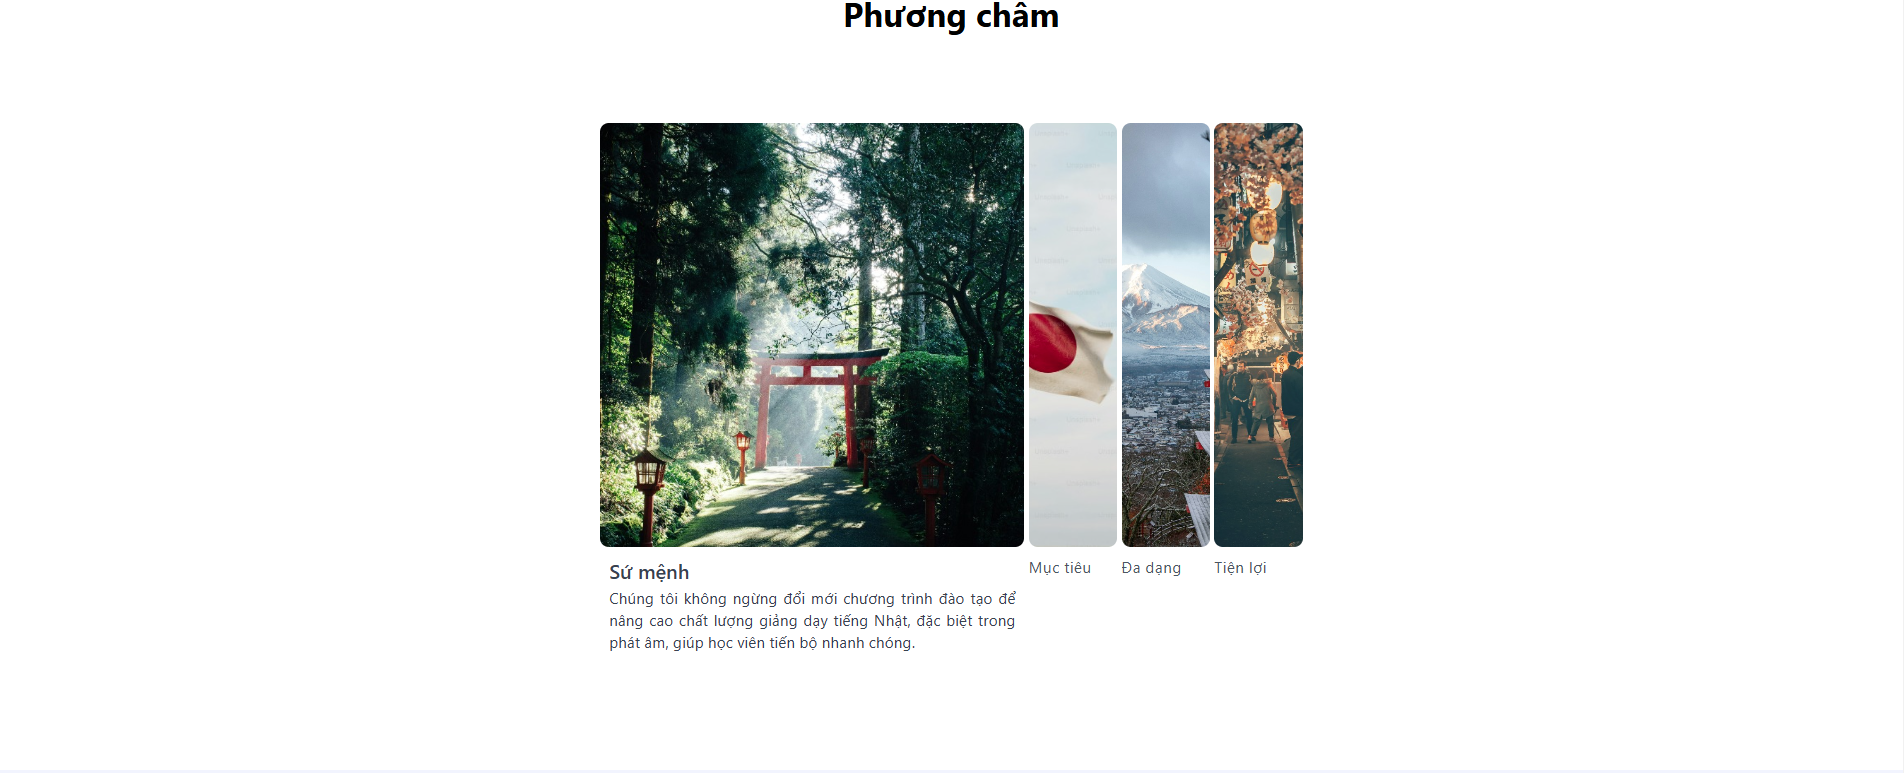 Phương châm
Sứ mệnh
Chúng tôi không ngừng đổi mới chương trình đào tạo để
nâng cao chất lượng giảng dạy tiếng Nhật, đặc biệt trong
phát âm, giúp học viên tiến bộ nhanh chóng.
Mục tiêu
Đa dạng
Tiện lợi